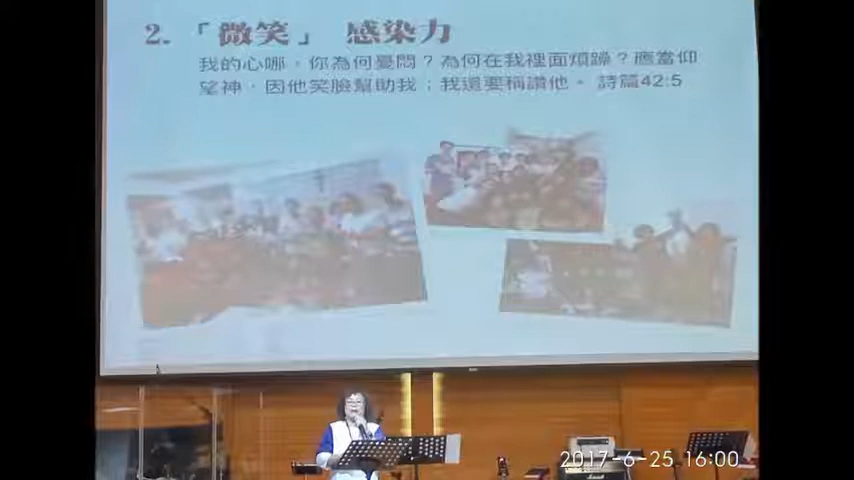 2. 「微笑」 感染力
我的心哪，你為何憂悶？為何在我裡面煩躁？應當仰
望神，因他笑臉幫助我；我還要稱讚他。 詩篇42:5
2017-6-25 16:00